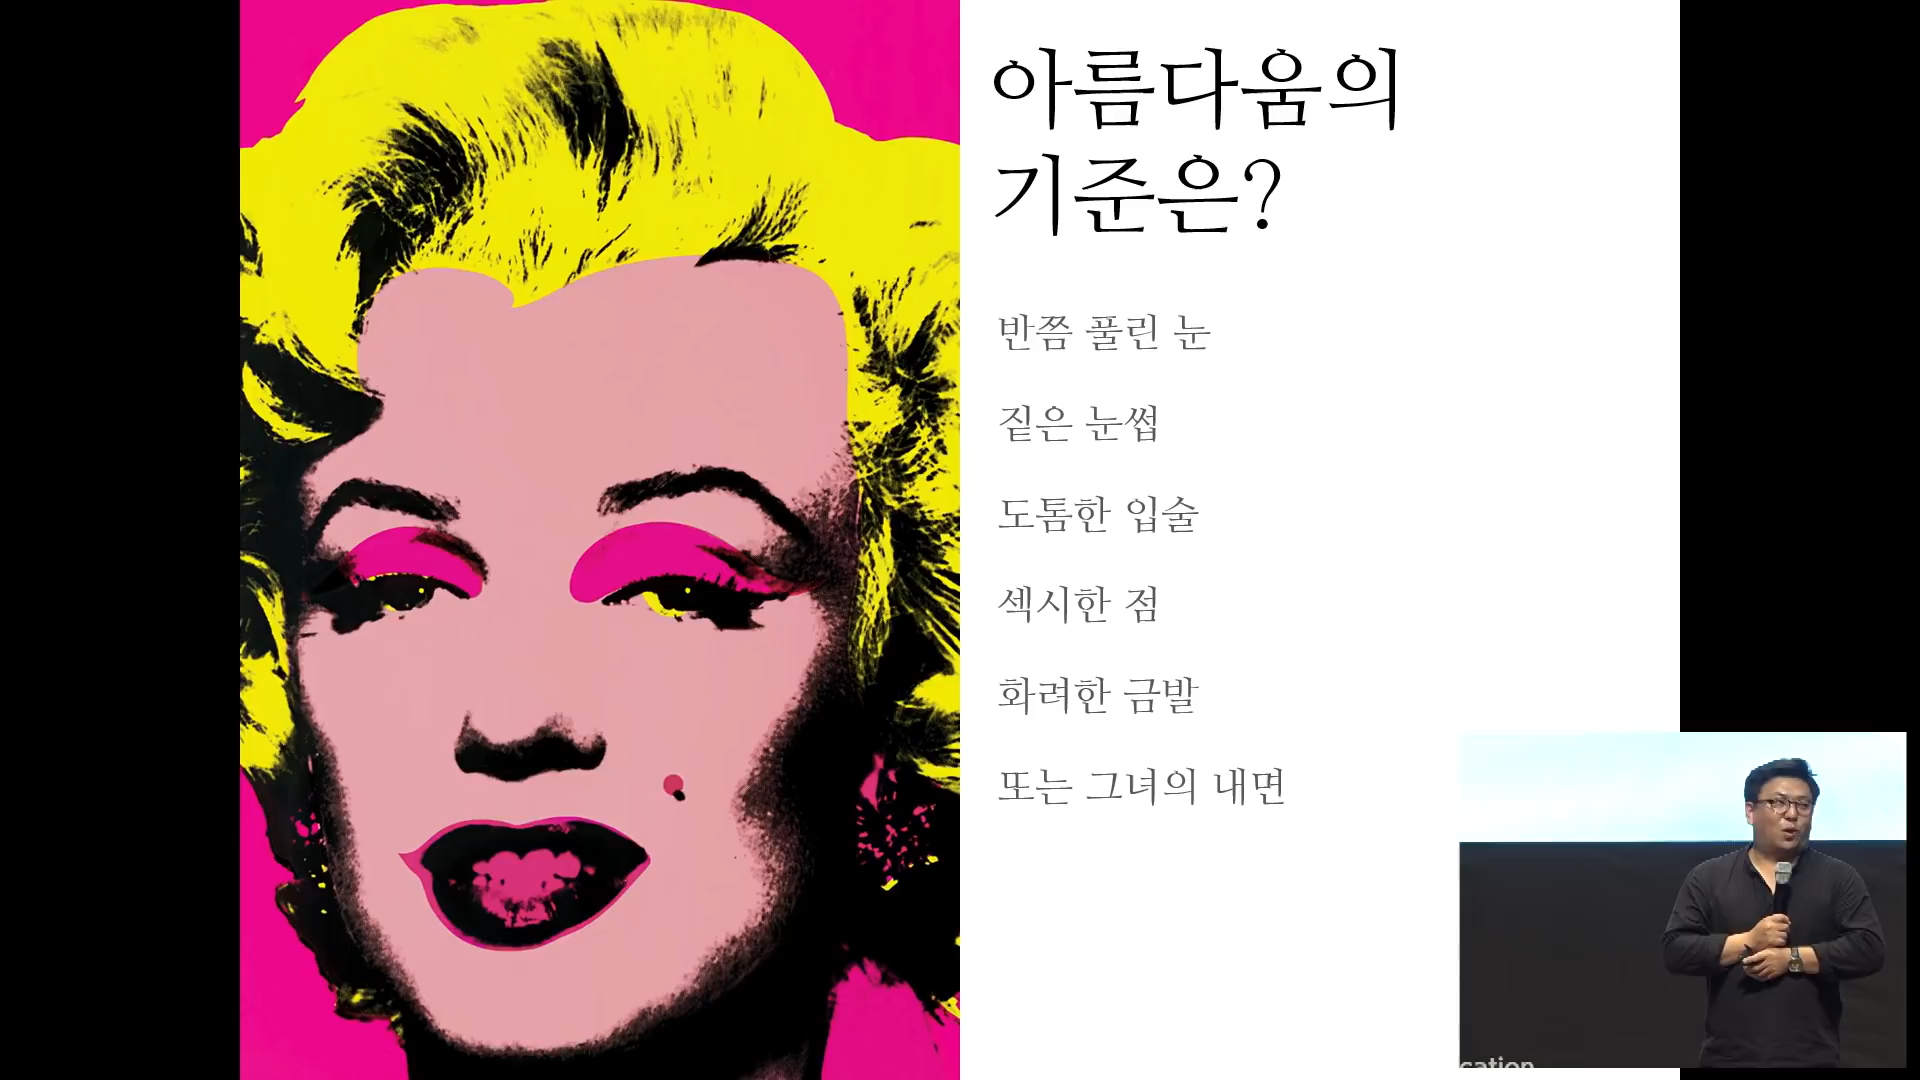 아름다움의
기준은?
반쯤 풀린 눈
짙은 눈썹
도톰한 입술
섹시한 점
화려한 금발
또는 그녀의 내면
cation